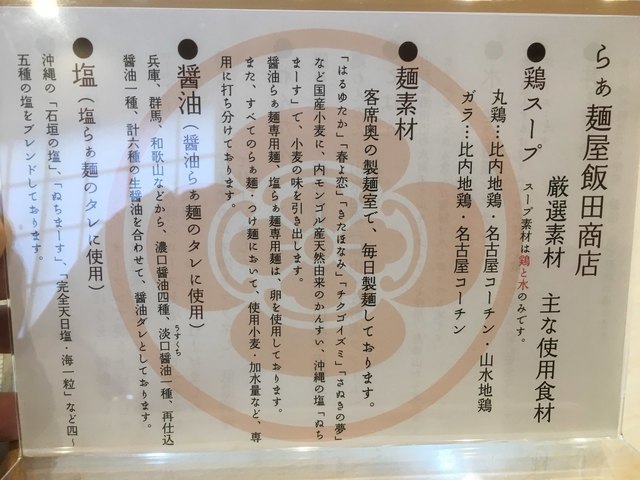 らぁ麺屋飯田商店
厳選素材　主な使用食材
●鶏スープ　スープ素材は鶏と水のみです。
丸鶏…比内地鶏・名古屋コーチン・山水地鶏
ガラ…比内地鶏・名古屋コーチン
●麺素材
客席奥の製麺室で、毎日製麺しております。
「はるゆたか」「春よ恋」「きたほなみ」「チクゴイズミ」「さぬきの夢」
など国産小麦に、内モンゴル産天然由来のかんすい、沖縄の塩「ぬち
まーす」で、小麦の味を引き出します。
醤油らぁ麺専用麺、塩らぁ麺専用麺は、卵を使用しております。
また、すべてのらぁ麺・つけ麺において、使用小麦・加水量など、専
用に打ち分けております。
●醤油（醤油らぁ麺のタレに使用）
兵庫、群馬、和歌山などから、濃口醤油四種、淡口醤油一種、再仕込
うすくち
醤油一種、計六種の生醤油を合わせて、醤油ダレとしております。
●塩（塩らぁ麺のタレに使用）
沖縄の「石垣の塩」、「ぬちまーす」、「完全天日塩・海一粒」など四～
五種の塩をブレンドしております。